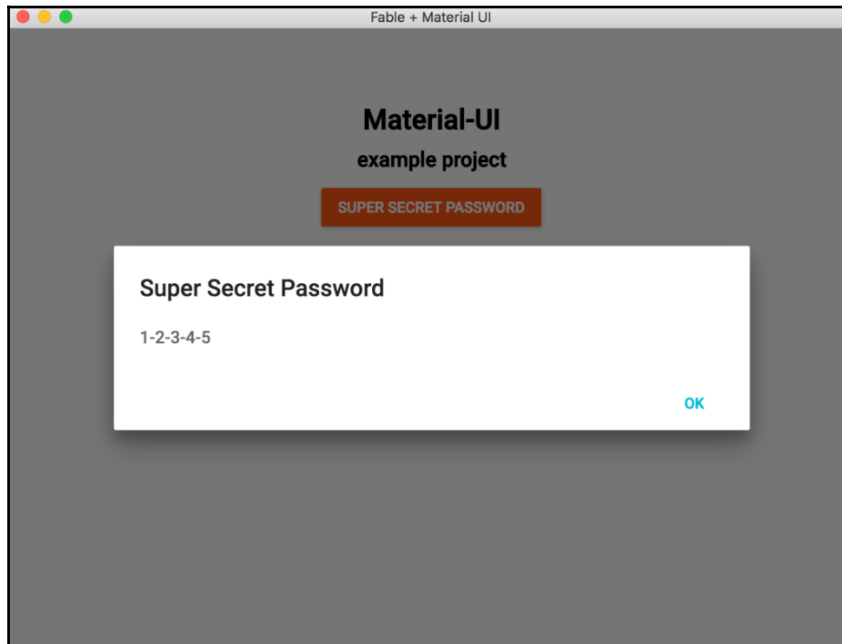 Fable + Material UI
Material-UI
example project
SUPER SECRET PASSWORD
Super Secret Password
1-2-3-4-5
OK